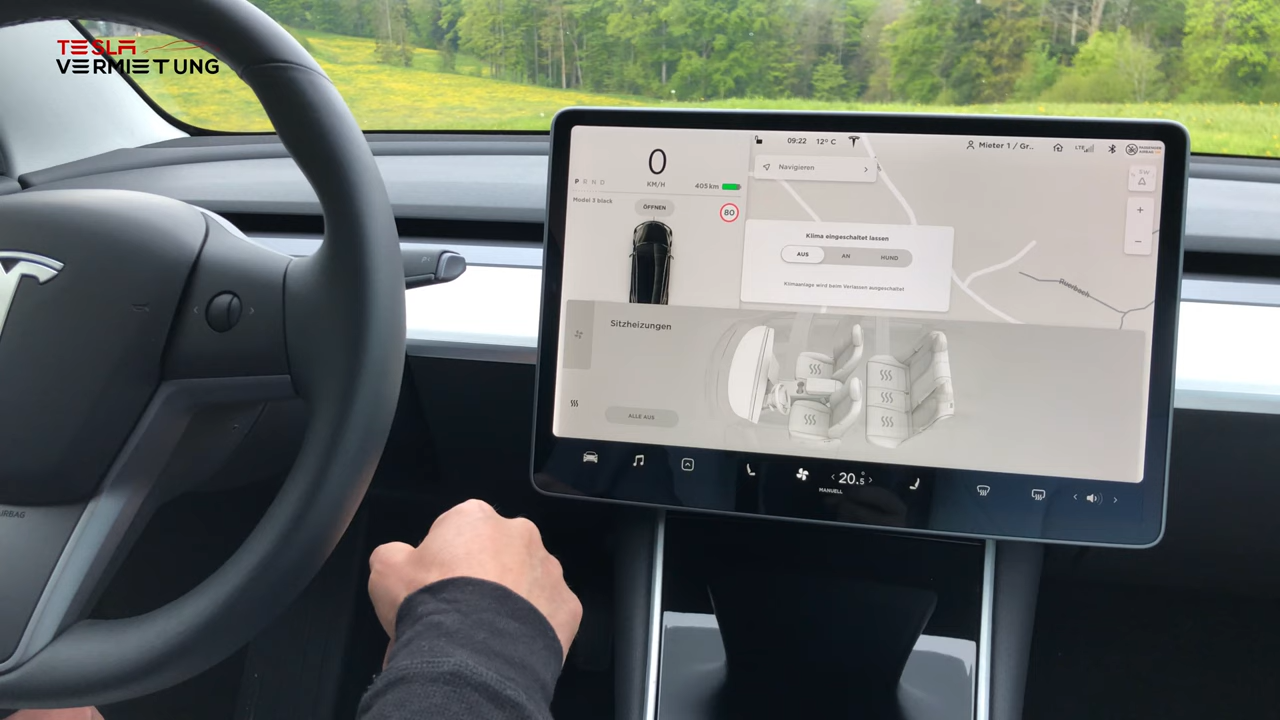 TESLA
VERMIETUNG
0
KM/H
P R N D
405 km
Model 3 black
ÖFFNEN
80
09:22 12° C
Mieter 1 / Gr..
LTE
Navigieren
Klima eingeschaltet lassen
AUS AN HUND
Klimaanlage wird beim Verlassen ausgeschaltet
Sitzheizungen
ALLE AUS
20.5°
MANUELL
AIRBAG